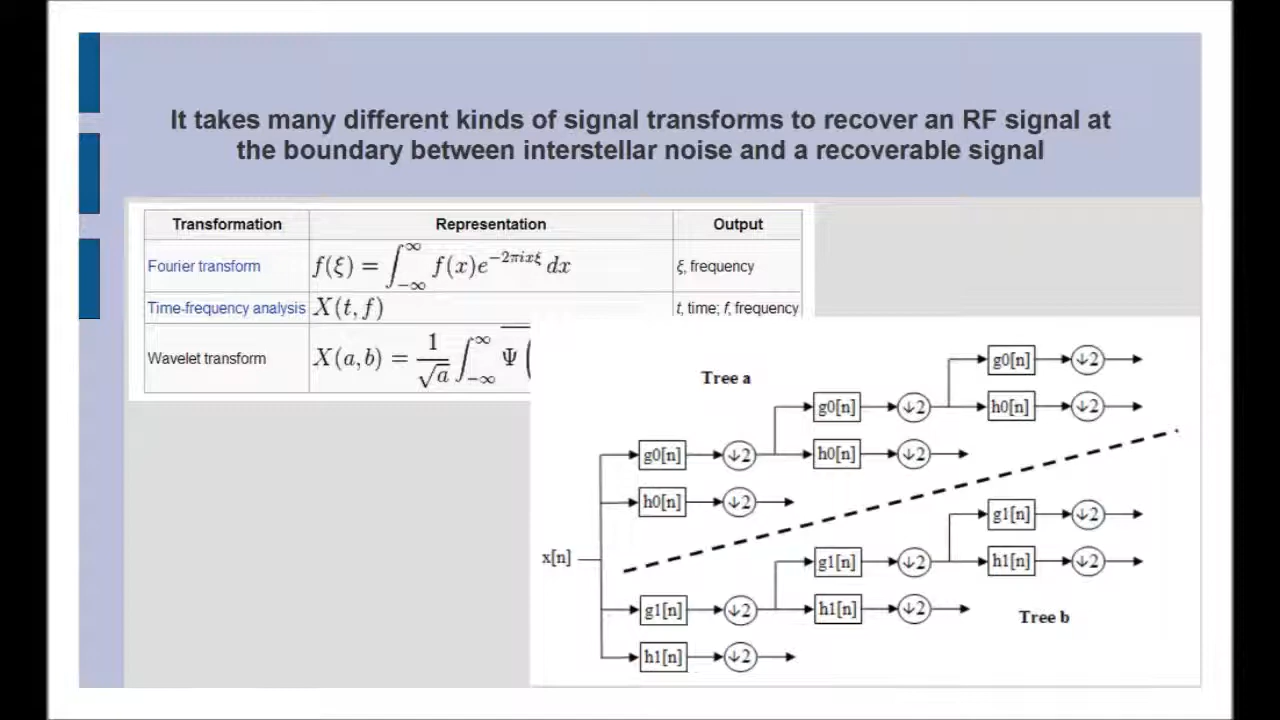 It takes many different kinds of signal transforms to recover an RF signal at
the boundary between interstellar noise and a recoverable signal
Transformation Representation Output
Fourier transform f(ξ) = ∫_{-∞}^{∞} f(x)e^{-2πixξ} dx ξ, frequency
Time-frequency analysis X(t, f) t, time; f, frequency
Wavelet transform X(a, b) = 1/√a ∫_{-∞}^{∞} Ψ (
Tree a
g0[n] ↓2
g0[n] ↓2 h0[n] ↓2
g0[n] ↓2 h0[n] ↓2
h0[n] ↓2
x[n]
g1[n] ↓2
g1[n] ↓2 h1[n] ↓2
g1[n] ↓2 h1[n] ↓2
Tree b
h1[n] ↓2